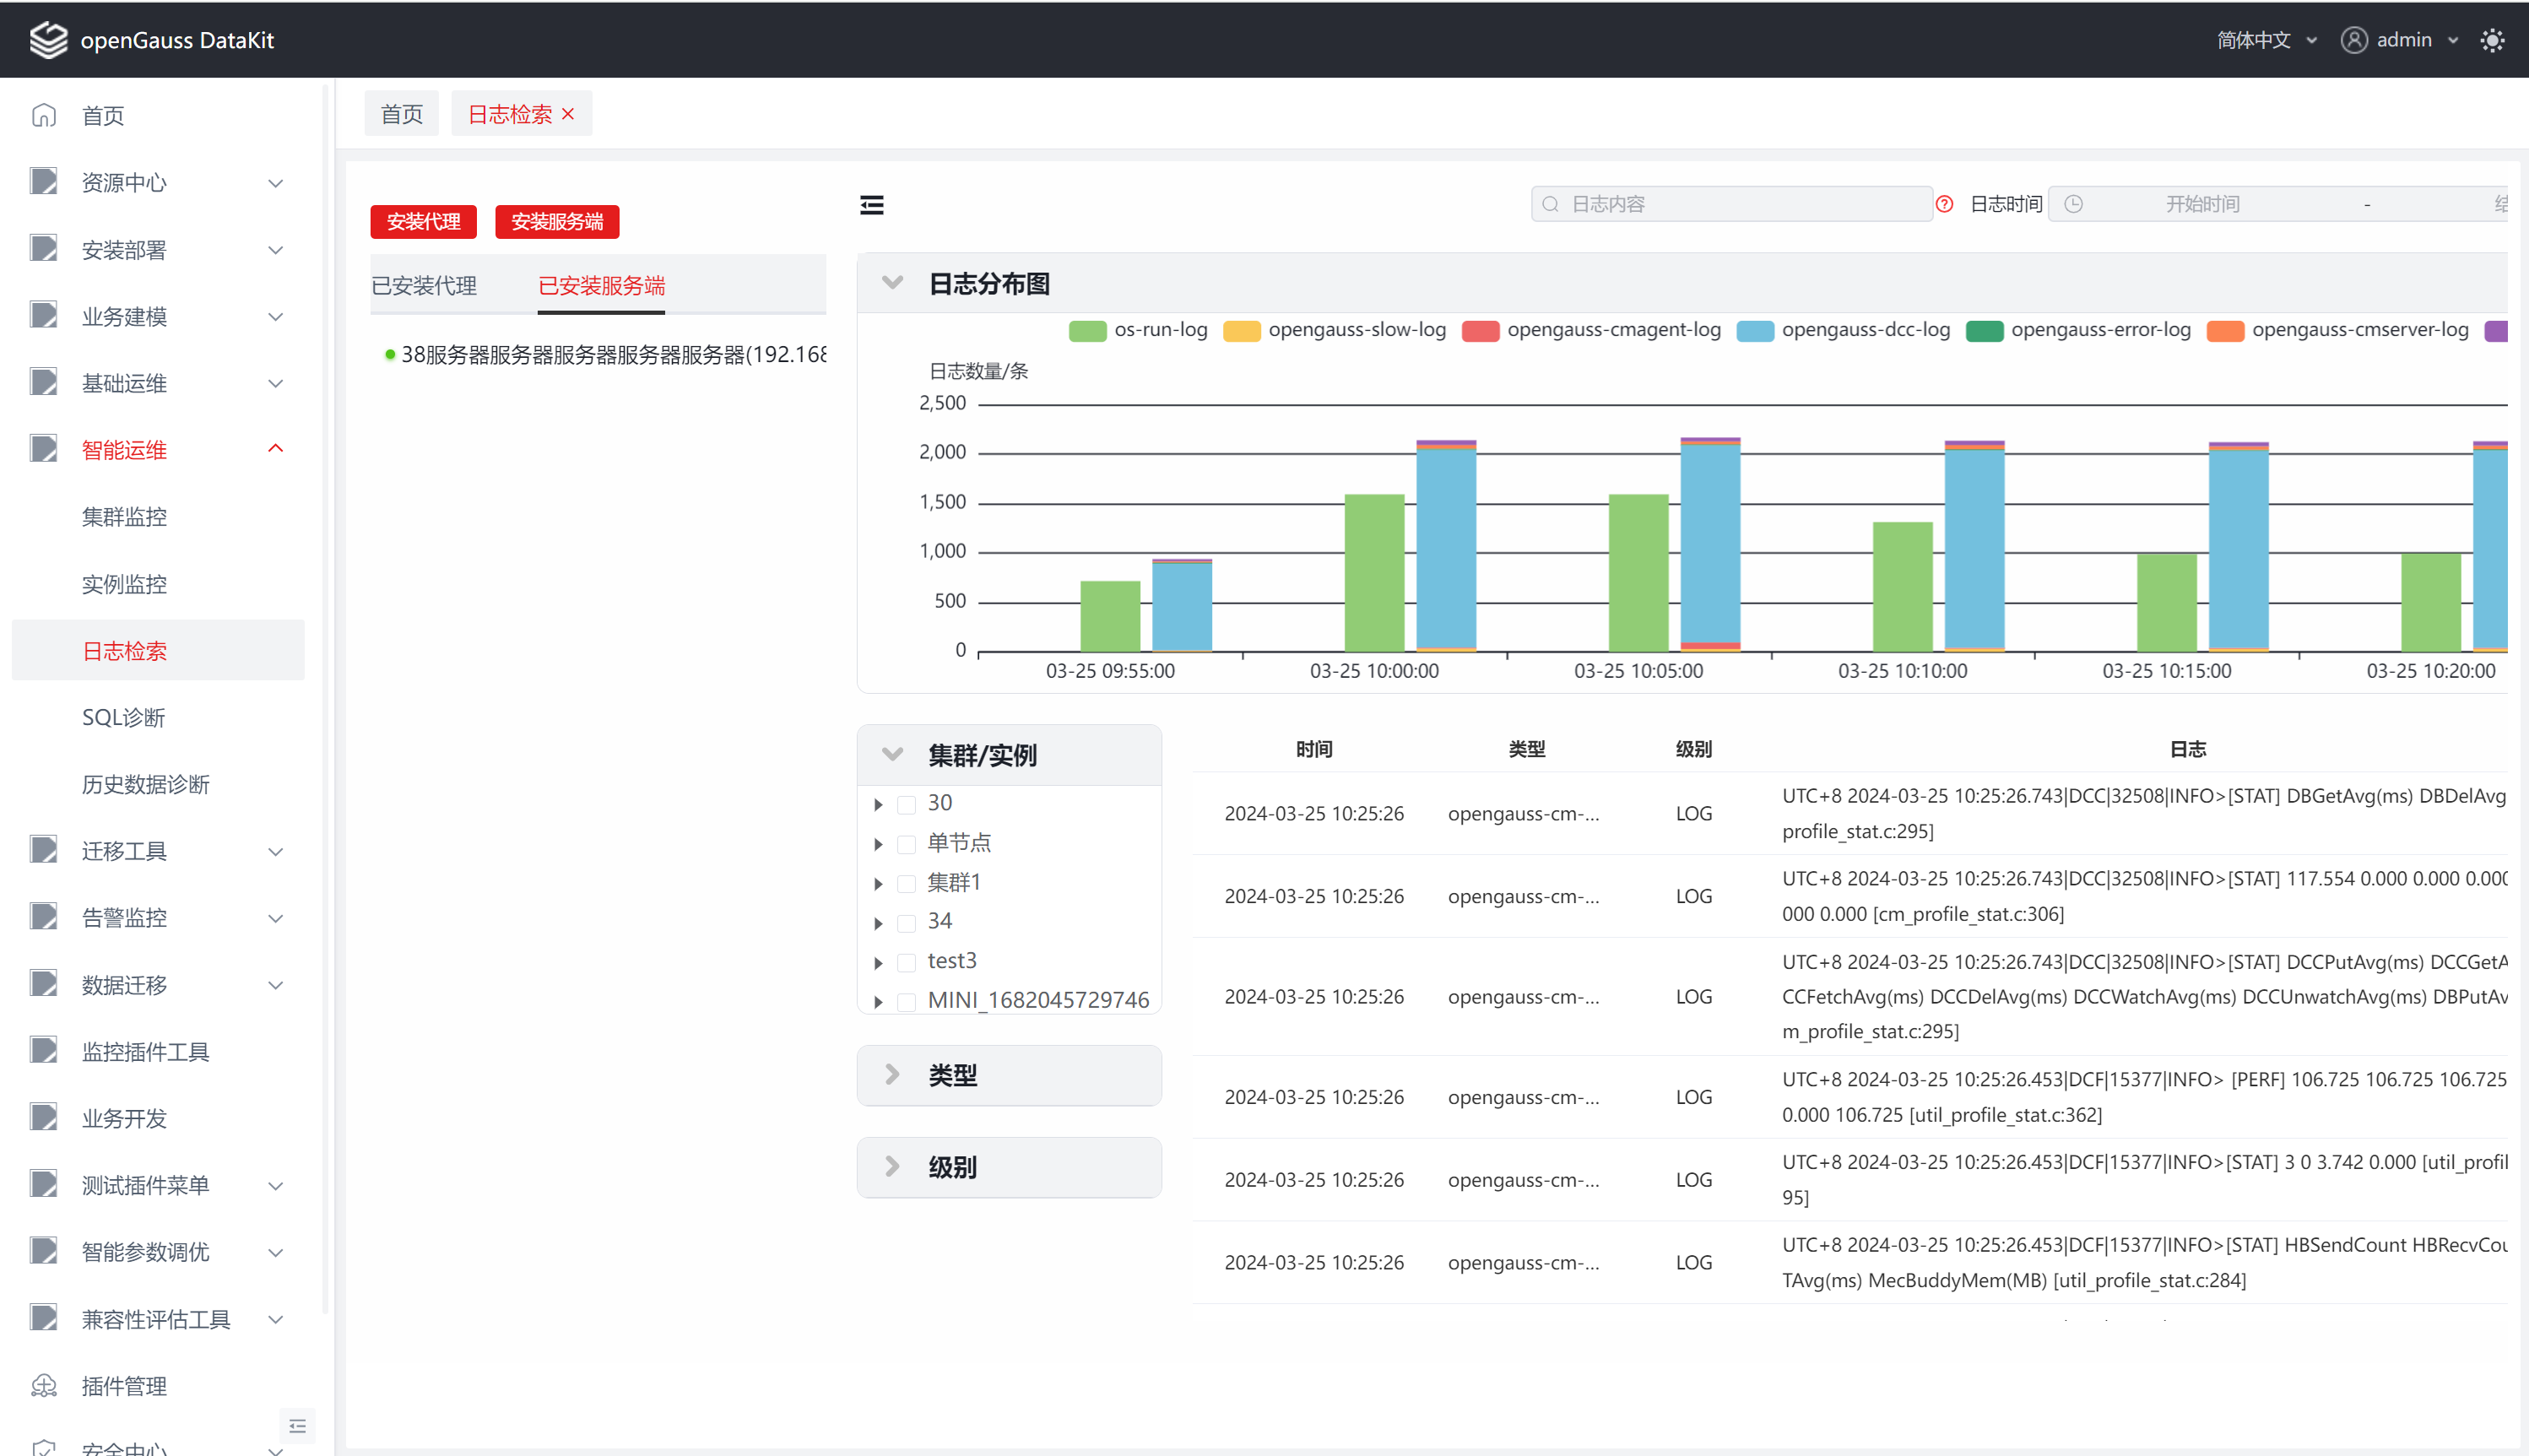 openGauss DataKit
简体中文
admin
首页
资源中心
安装部署
业务建模
基础运维
智能运维
集群监控
实例监控
日志检索
SQL诊断
历史数据诊断
迁移工具
告警监控
数据迁移
监控插件工具
业务开发
测试插件菜单
智能参数调优
兼容性评估工具
插件管理
安全中心
首页
日志检索
安装代理
安装服务端
已安装代理
已安装服务端
38服务器服务器服务器服务器服务器(192.168
日志内容
日志时间
开始时间
-
日志分布图
os-run-log
opengauss-slow-log
opengauss-cmagent-log
opengauss-dcc-log
opengauss-error-log
opengauss-cmserver-log
日志数量/条
2,500
2,000
1,500
1,000
500
0
03-25 09:55:00
03-25 10:00:00
03-25 10:05:00
03-25 10:10:00
03-25 10:15:00
03-25 10:20:00
集群/实例
30
单节点
集群1
34
test3
MINI_1682045729746
类型
级别
时间 类型 级别 日志
2024-03-25 10:25:26 opengauss-cm-... LOG
UTC+8 2024-03-25 10:25:26.743|DCC|32508|INFO>[STAT] DBGetAvg(ms) DBDelAvg
profile_stat.c:295]
2024-03-25 10:25:26 opengauss-cm-... LOG
UTC+8 2024-03-25 10:25:26.743|DCC|32508|INFO>[STAT] 117.554 0.000 0.000 0.000
000 0.000 [cm_profile_stat.c:306]
2024-03-25 10:25:26 opengauss-cm-... LOG
UTC+8 2024-03-25 10:25:26.743|DCC|32508|INFO>[STAT] DCCPutAvg(ms) DCCGetA
CCFetchAvg(ms) DCCDelAvg(ms) DCCWatchAvg(ms) DCCUnwatchAvg(ms) DBPutAv
m_profile_stat.c:295]
2024-03-25 10:25:26 opengauss-cm-... LOG
UTC+8 2024-03-25 10:25:26.453|DCF|15377|INFO> [PERF] 106.725 106.725 106.725
0.000 106.725 [util_profile_stat.c:362]
2024-03-25 10:25:26 opengauss-cm-... LOG
UTC+8 2024-03-25 10:25:26.453|DCF|15377|INFO>[STAT] 3 0 3.742 0.000 [util_profil
95]
2024-03-25 10:25:26 opengauss-cm-... LOG
UTC+8 2024-03-25 10:25:26.453|DCF|15377|INFO>[STAT] HBSendCount HBRecvCou
TAvg(ms) MecBuddyMem(MB) [util_profile_stat.c:284]